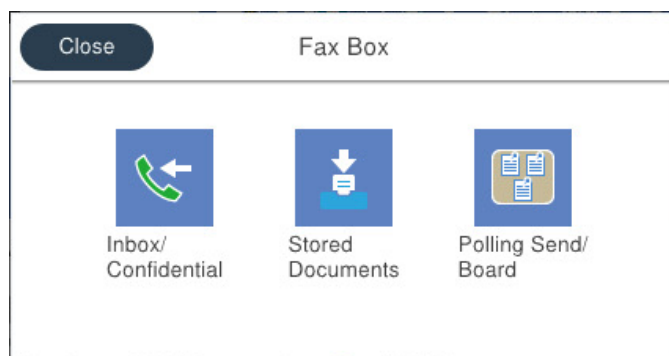 Close
Fax Box
Inbox/
Confidential
Stored
Documents
Polling Send/
Board